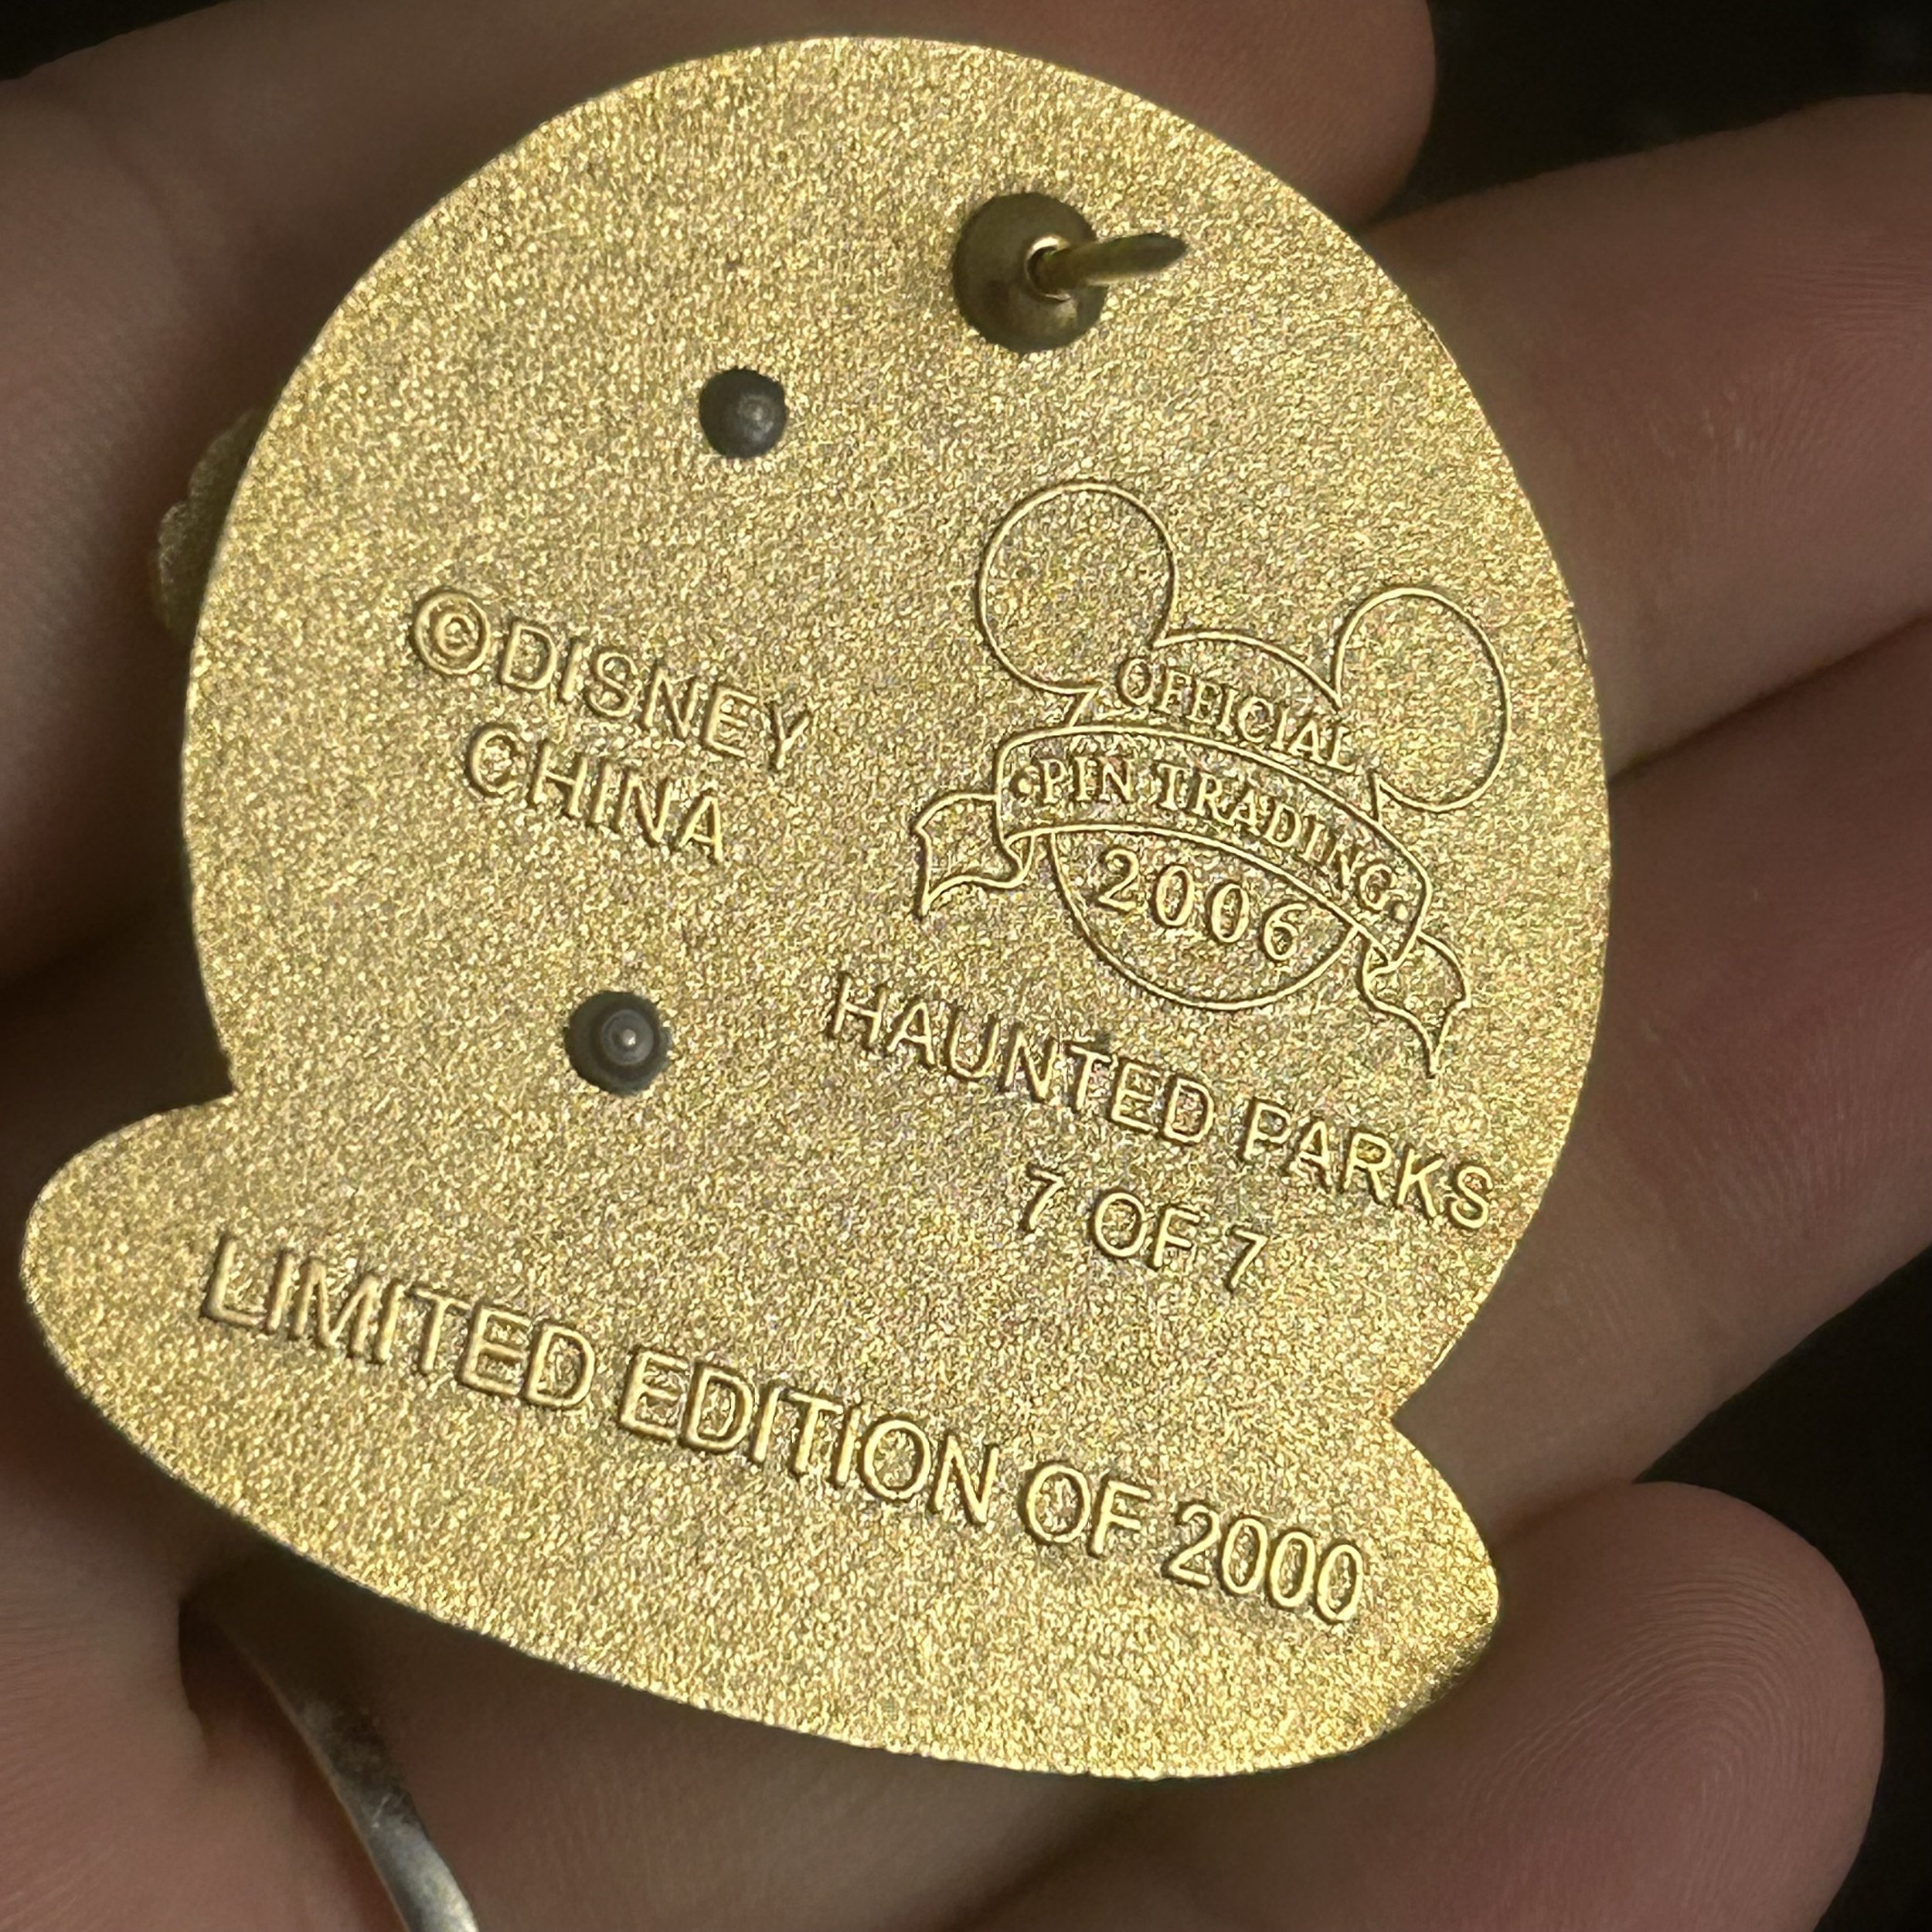 ©DISNEY
CHINA
OFFICIAL
•PIN TRADING•
2006
HAUNTED PARKS
7 OF 7
LIMITED EDITION OF 2000